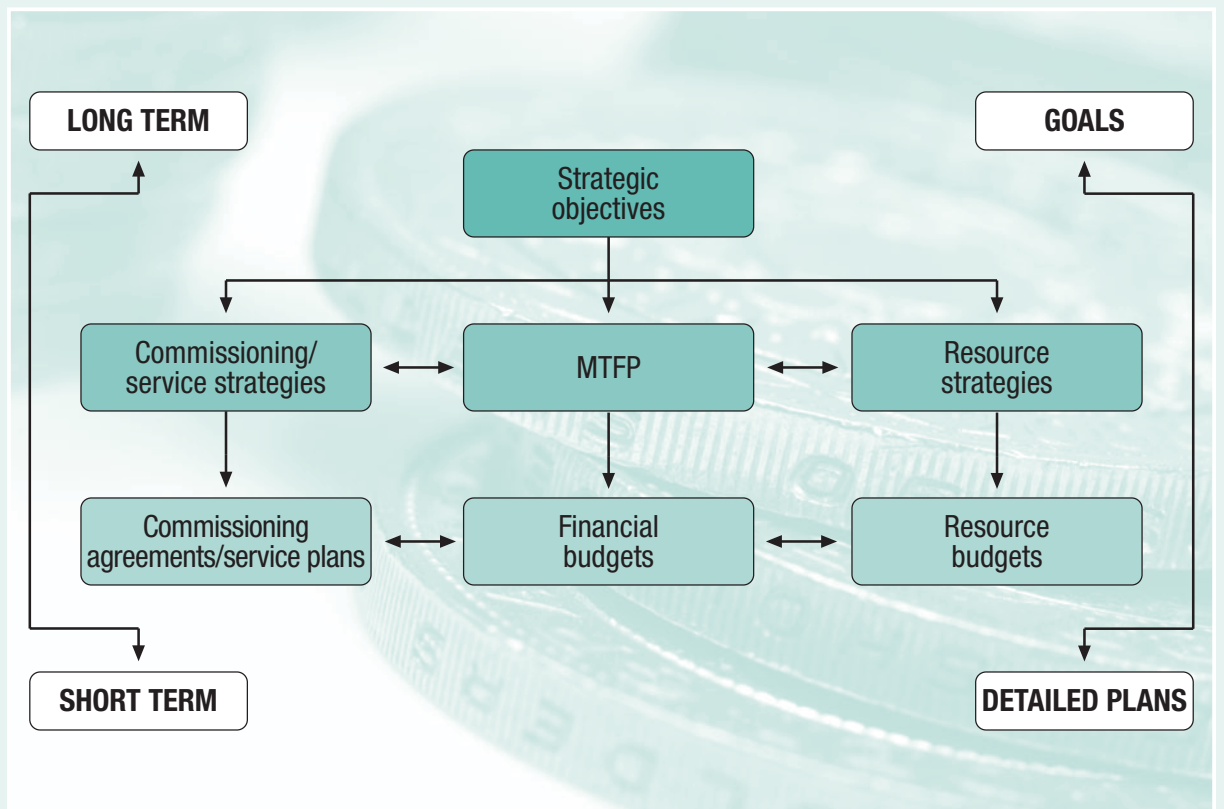 LONG TERM
GOALS
Strategic
objectives
Commissioning/
service strategies
MTFP
Resource
strategies
Commissioning
agreements/service plans
Financial
budgets
Resource
budgets
SHORT TERM
DETAILED PLANS